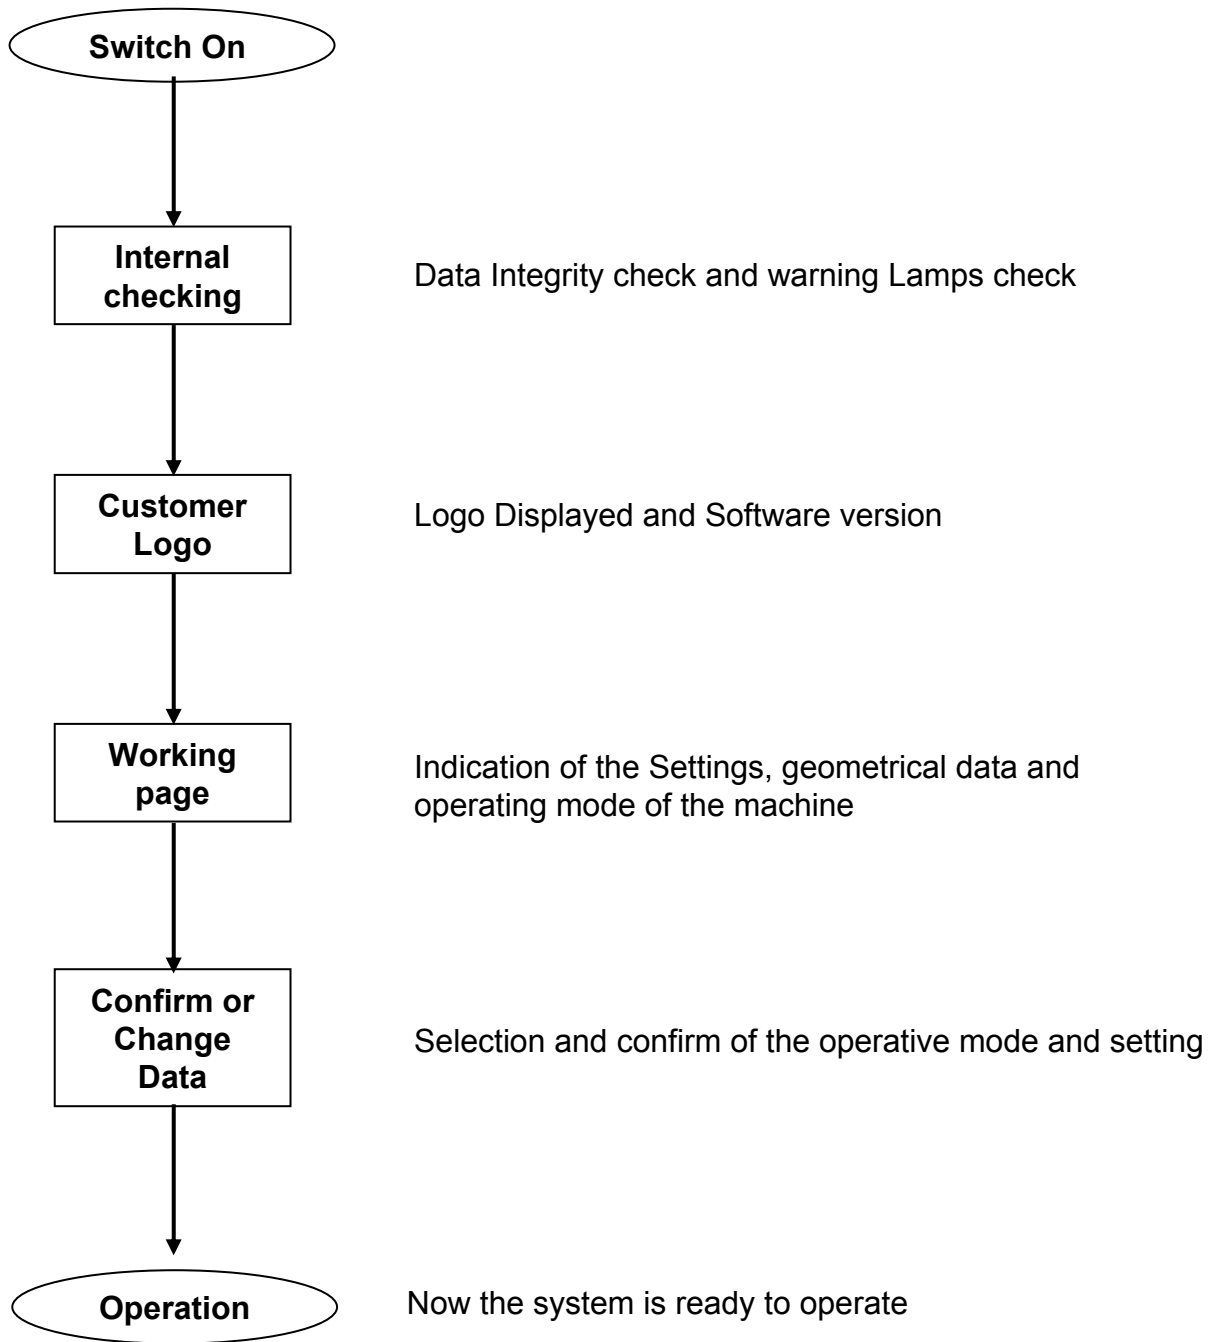 Switch On
Internal
checking
Data Integrity check and warning Lamps check
Customer
Logo
Logo Displayed and Software version
Working
page
Indication of the Settings, geometrical data and
operating mode of the machine
Confirm or
Change
Data
Selection and confirm of the operative mode and setting
Operation
Now the system is ready to operate